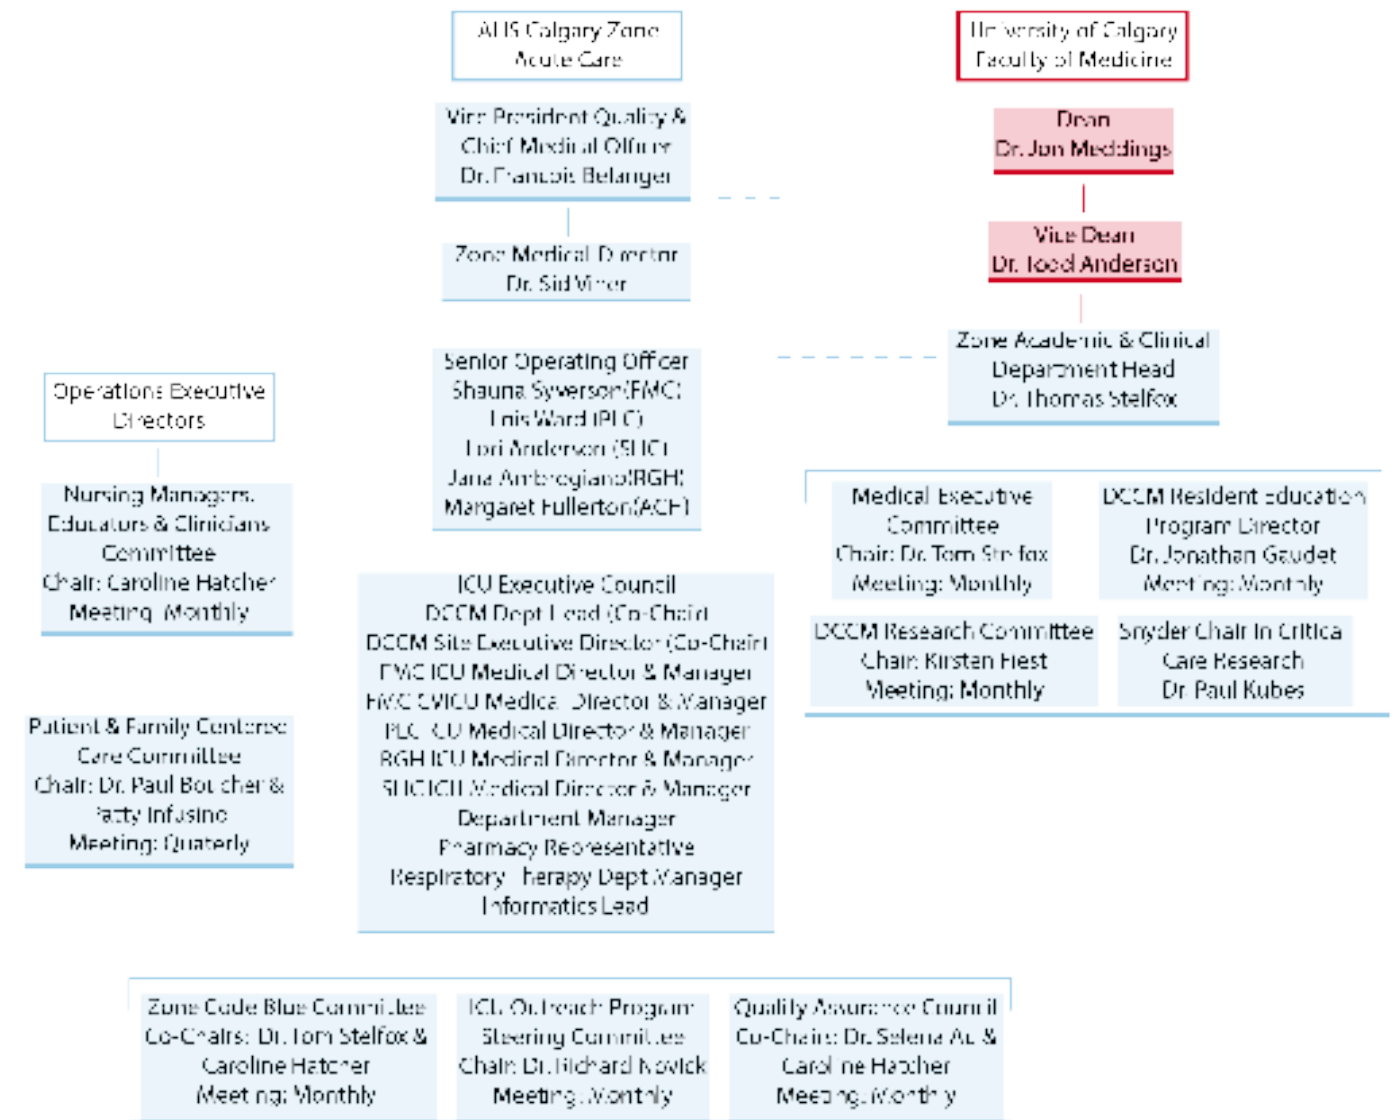 AHS Calgary Zone
Acute Care
Vice President Quality &
Chief Medical Officer
Dr. Francois Belanger
Zone Medical Director
Dr. Sid Viner
Senior Operating Officer
Shauna Syverson(FMC)
Lois Ward (PLC)
Lori Anderson (SHC)
Jana Ambrogiano(RGH)
Margaret Fullerton(ACH)
University of Calgary
Faculty of Medicine
Dean
Dr. Jon Meddings
Vice Dean
Dr. Todd Anderson
Zone Academic & Clinical
Department Head
Dr. Thomas Stelfox
Operations Executive
Directors
Nursing Managers,
Educators & Clinicians
Committee
Chair: Caroline Hatcher
Meeting: Monthly
Patient & Family Centered
Care Committee
Chair: Dr. Paul Boucher &
Patty Infusino
Meeting: Quaterly
ICU Executive Council
DCCM Dept Head (Co-Chair)
DCCM Site Executive Director (Co-Chair)
FMC ICU Medical Director & Manager
FMC CVICU Medical Director & Manager
PLC ICU Medical Director & Manager
RGH ICU Medical Director & Manager
SHC ICU Medical Director & Manager
Department Manager
Pharmacy Representative
Respiratory Therapy Dept Manager
Informatics Lead
Medical Executive
Committee
Chair: Dr. Tom Stelfox
Meeting: Monthly
DCCM Resident Education
Program Director
Dr. Jonathan Gaudet
Meeting: Monthly
DCCM Research Committee
Chair: Kirsten Fiest
Meeting: Monthly
Snyder Chair in Critical
Care Research
Dr. Paul Kubes
Zone Code Blue Committee
Co-Chairs: Dr. Tom Stelfox &
Caroline Hatcher
Meeting: Monthly
ICU Outreach Program
Steering Committee
Chair: Dr. Richard Novick
Meeting: Monthly
Quality Assurance Council
Co-Chairs: Dr. Selena Au &
Caroline Hatcher
Meeting: Monthly